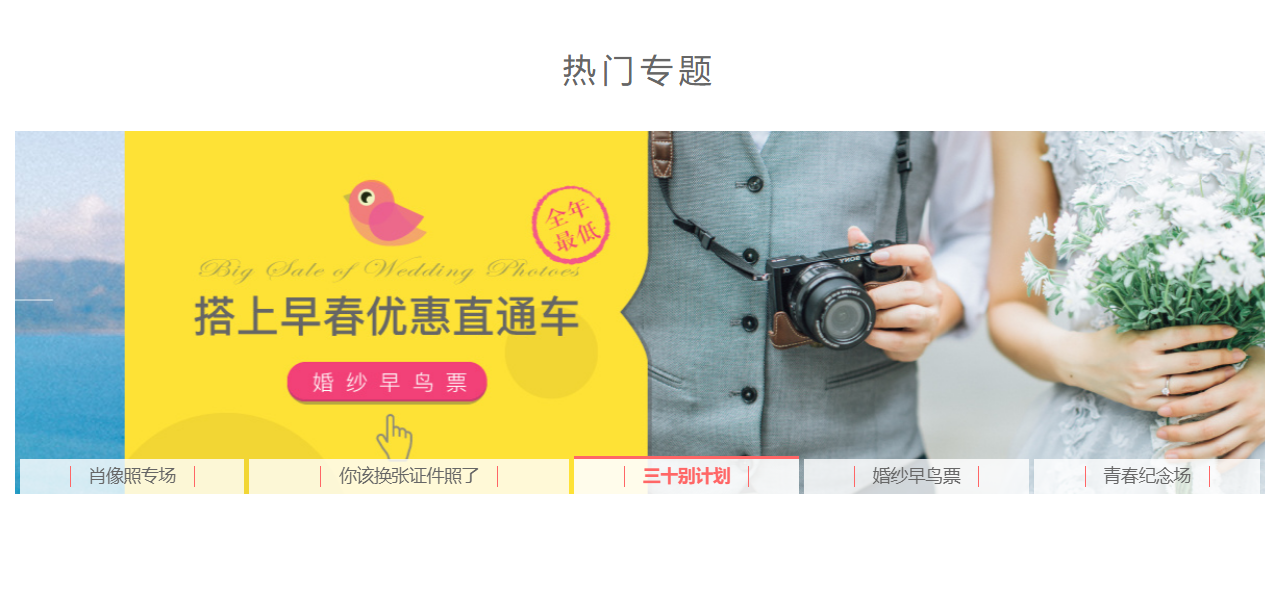 热门专题
全年
最低
Big Sale of Wedding Photoes
搭上早春优惠直通车
婚纱早鸟票
肖像照专场
你该换张证件照了
三十别计划
婚纱早鸟票
青春纪念场